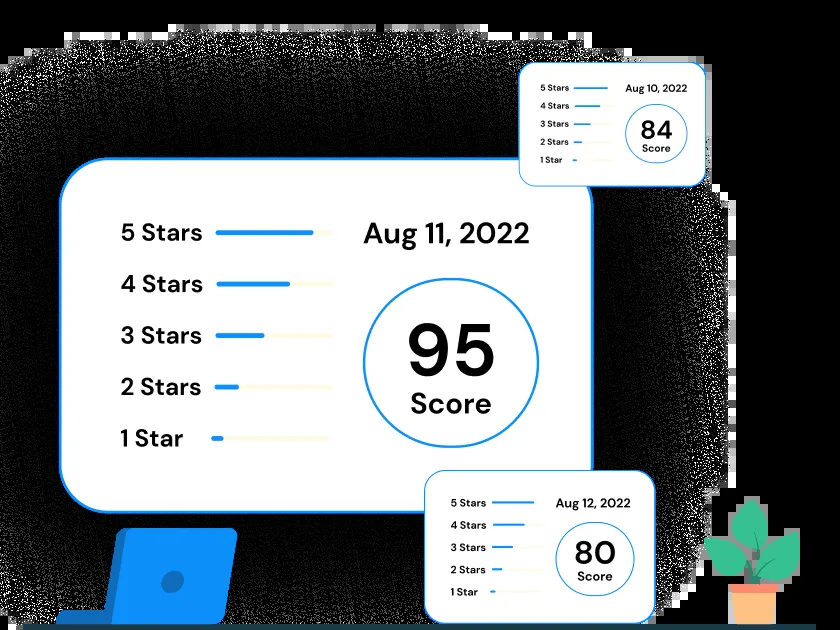 5 Stars
4 Stars
3 Stars
2 Stars
1 Star
Aug 10, 2022
84
Score
5 Stars
4 Stars
3 Stars
2 Stars
1 Star
Aug 11, 2022
95
Score
5 Stars
4 Stars
3 Stars
2 Stars
1 Star
Aug 12, 2022
80
Score